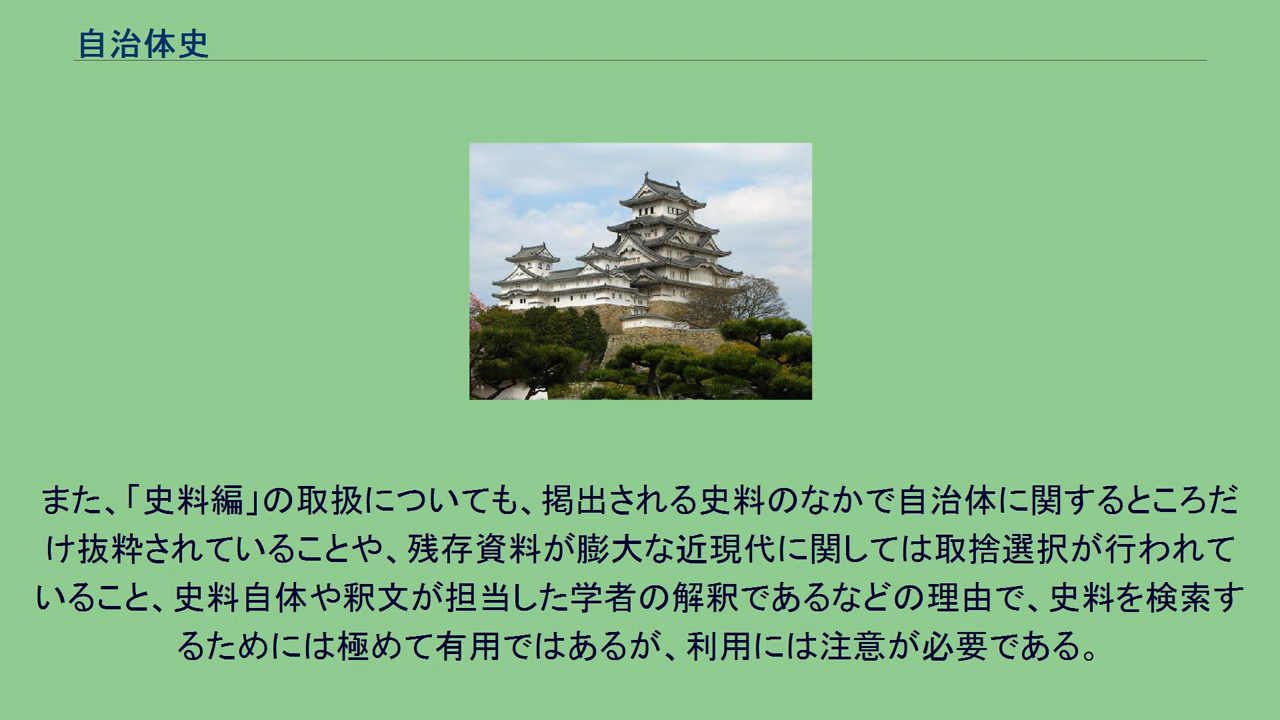 自治体史
また、「史料編」の取扱についても、掲出される史料のなかで自治体に関するところだ
け抜粋されていることや、残存資料が膨大な近現代に関しては取捨選択が行われて
いること、史料自体や釈文が担当した学者の解釈であるなどの理由で、史料を検索す
るためには極めて有用ではあるが、利用には注意が必要である。